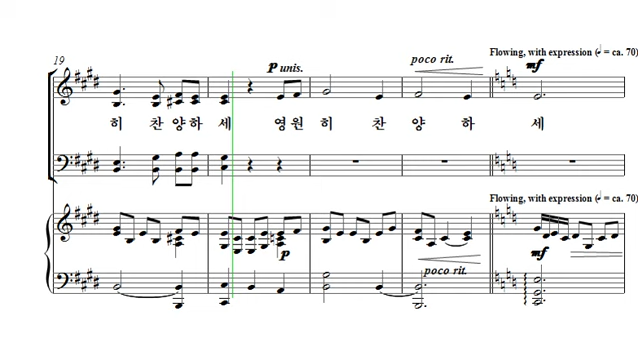 Flowing, with expression (♩ = ca. 70)
19
p unis.
poco rit.
mf
히 찬 양 하 세 영 원 히 찬 양 하 세
Flowing, with expression (♩ = ca. 70)
p
poco rit.
mf